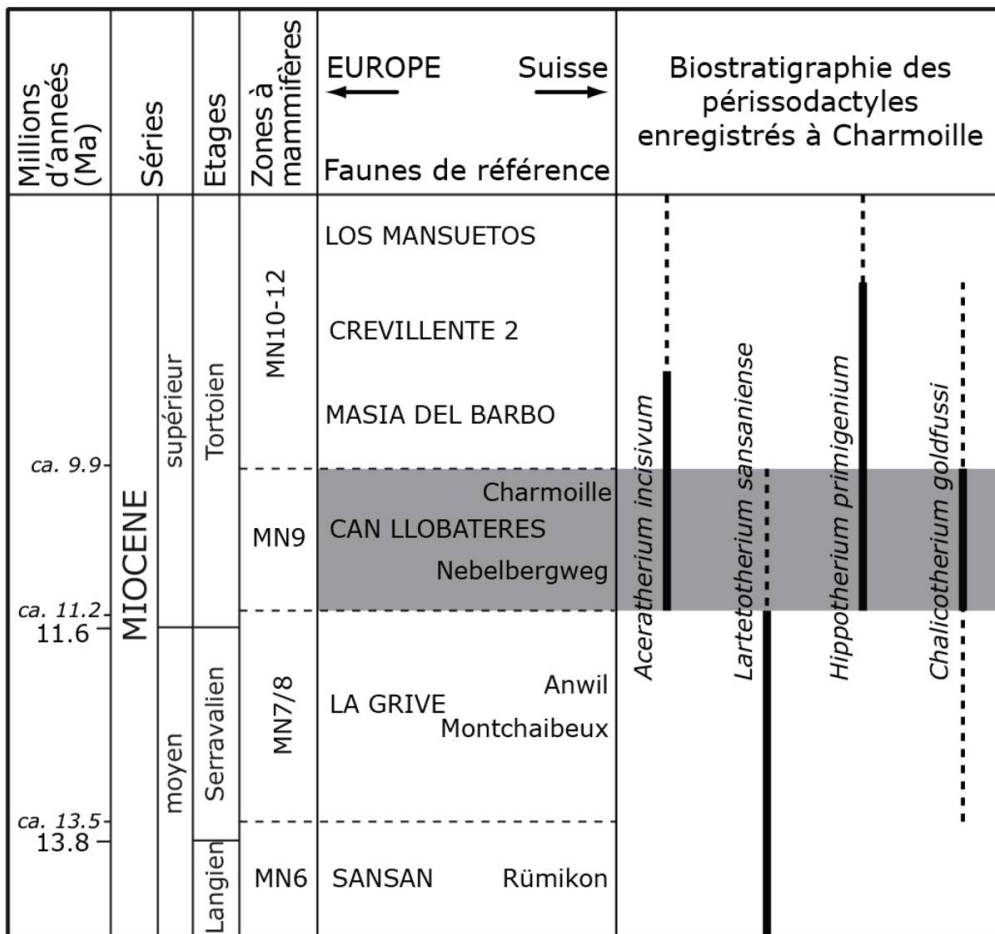 Millions
d'anneés
(Ma)
Séries
Etages
Zones à
mammifères
EUROPE Suisse
Faunes de référence
Biostratigraphie des
périssodactyles
enregistrés à Charmoille
ca. 9.9
ca. 11.2
11.6
ca. 13.5
13.8
MIOCENE
supérieur
moyen
Tortoien
Serravalien
Langien
MN10-12
MN9
MN7/8
MN6
LOS MANSUETOS
CREVILLENTE 2
MASIA DEL BARBO
Charmoille
CAN LLOBATERES
Nebelbergweg
Anwil
LA GRIVE
Montchaibeux
SANSAN Rümikon
Aceratherium incisivum
Lartetotherium sansaniense
Hippotherium primigenium
Chalicotherium goldfussi